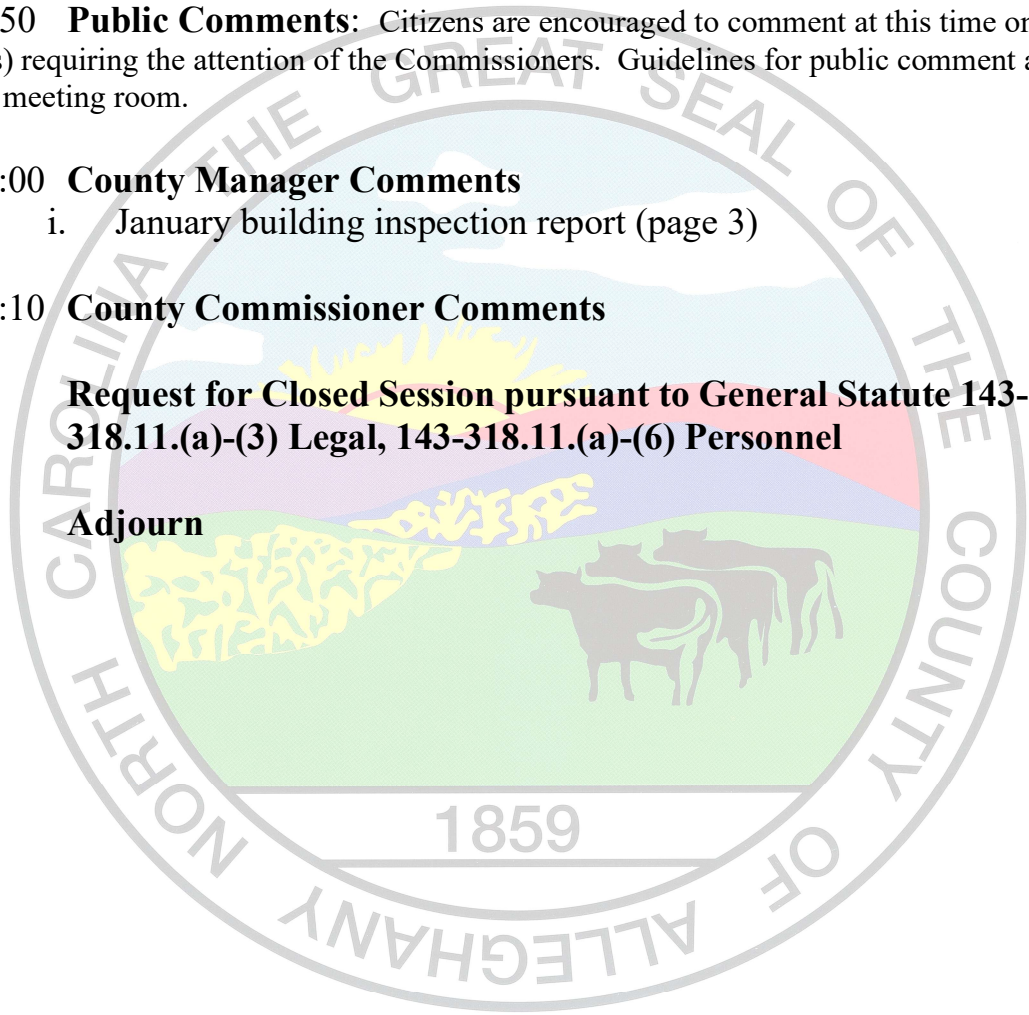 50 Public Comments: Citizens are encouraged to comment at this time or
s) requiring the attention of the Commissioners. Guidelines for public comment a
meeting room.
:00 County Manager Comments
i. January building inspection report (page 3)
:10 County Commissioner Comments
Request for Closed Session pursuant to General Statute 143-
318.11.(a)-(3) Legal, 143-318.11.(a)-(6) Personnel
Adjourn
THE GREAT SEAL OF THE COUNTY OF ALLEGHANY NORTH CAROLINA
1859